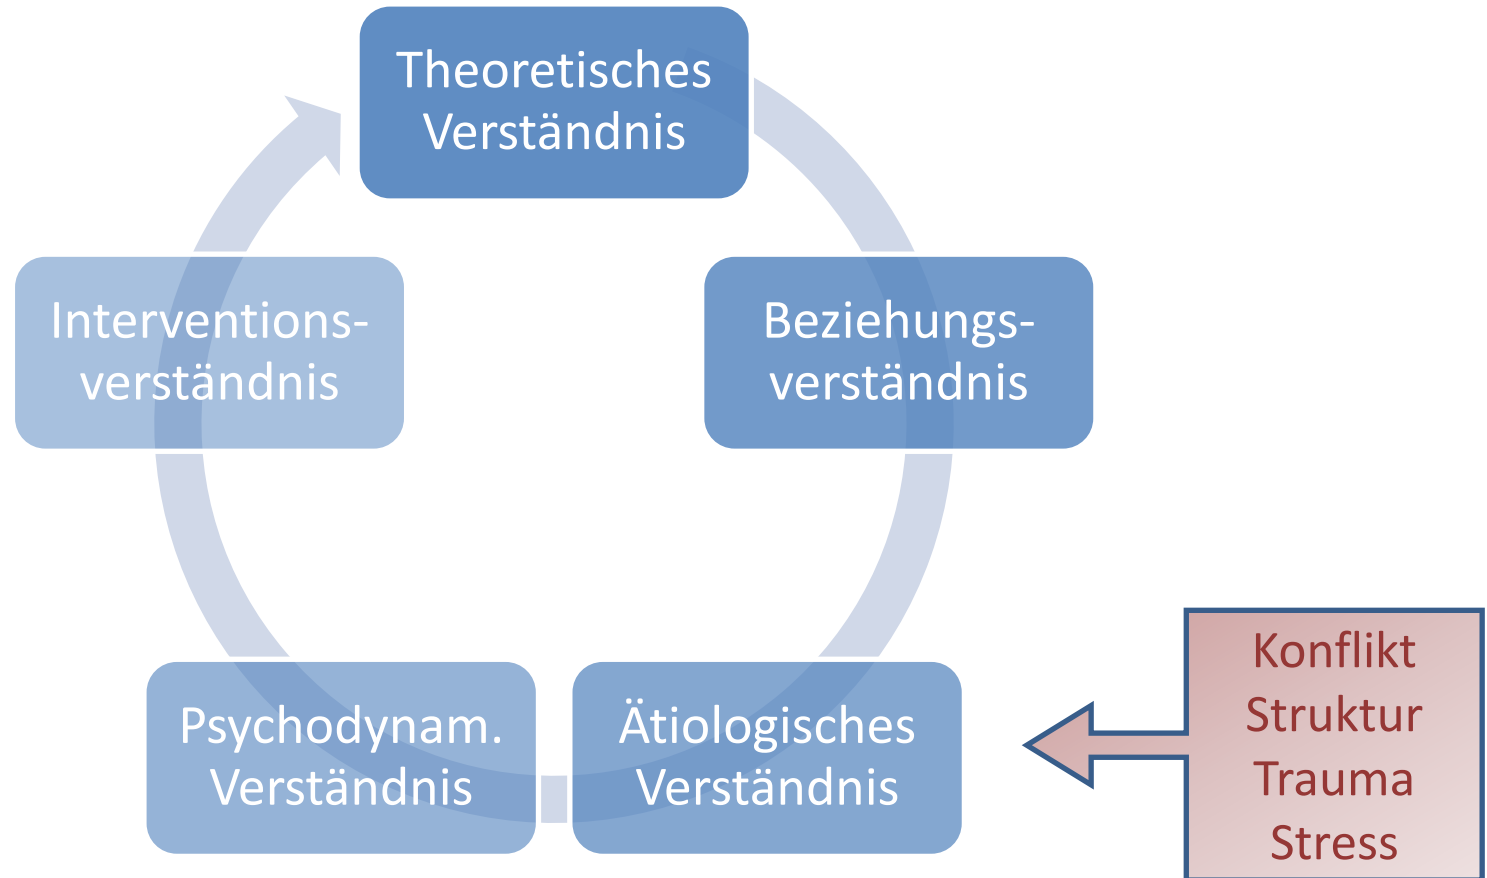 Theoretisches
Verständnis
Beziehungs-
verständnis
Ätiologisches
Verständnis
Psychodynam.
Verständnis
Interventions-
verständnis
Konflikt
Struktur
Trauma
Stress